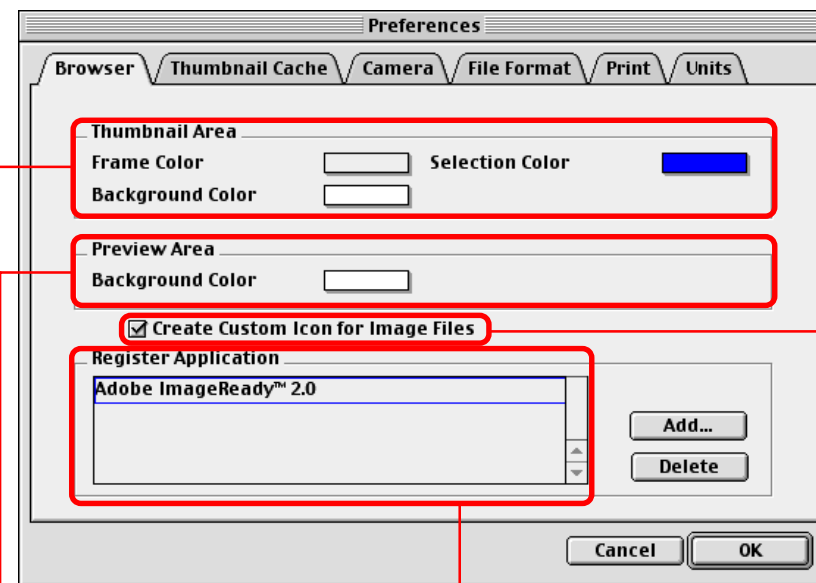 Preferences
Browser Thumbnail Cache Camera File Format Print Units
Thumbnail Area
Frame Color Selection Color
Background Color
Preview Area
Background Color
Create Custom Icon for Image Files
Register Application
Adobe ImageReady™ 2.0
Add...
Delete
Cancel OK